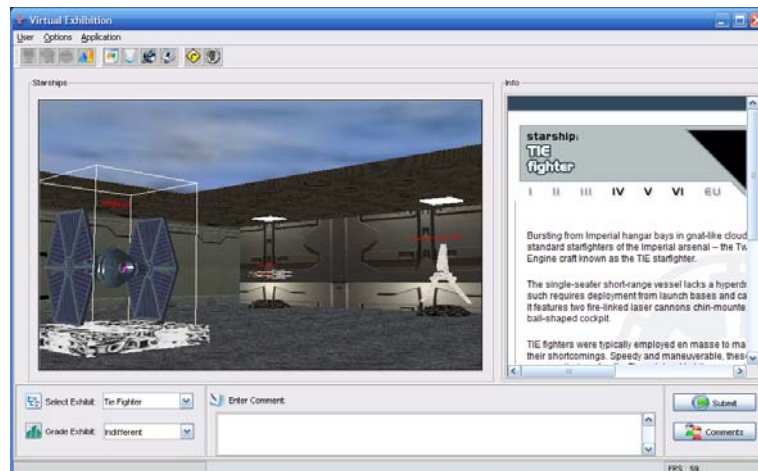 Virtual Exhibition
User Options Application
Starships
Info
starship:
TIE
fighter
I II III IV V VI EU
Bursting from Imperial hangar bays in gnat-like cloud
standard starfighters of the Imperial arsenal -- the Tw
Engine craft known as the TIE starfighter.
The single-seater short-range vessel lacks a hyperdr
such requires deployment from launch bases and ca
It features two fire-linked laser cannons chin-mounte
ball-shaped cockpit.
TIE fighters were typically employed en masse to ma
their shortcomings. Speedy and maneuverable, thes
Select Exhibit: Tie Fighter
Enter Comment:
Submit
Grade Exhibit: Indifferent
Comments
FPS : 59